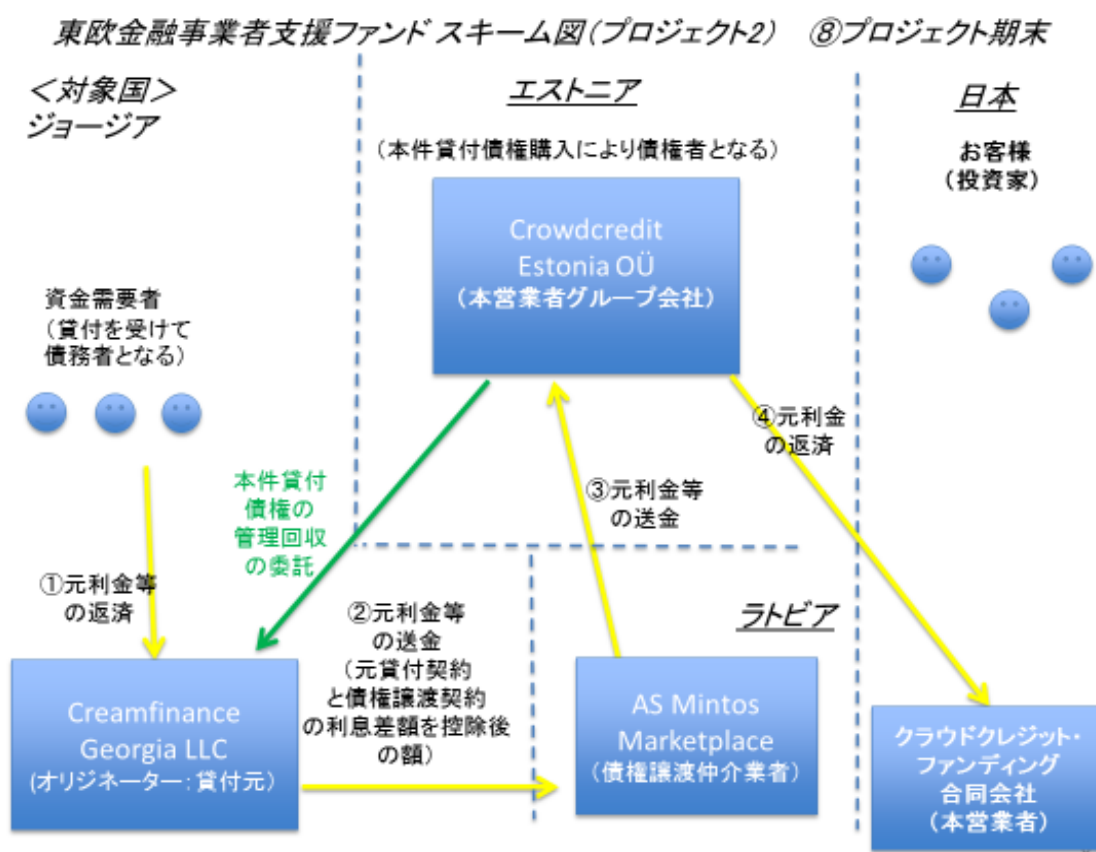 東欧金融事業者支援ファンド スキーム図(プロジェクト2) ⑧プロジェクト期末
＜対象国＞
ジョージア
エストニア
日本
(本件貸付債権購入により債権者となる)
お客様
(投資家)
Crowdcredit
Estonia OÜ
(本営業者グループ会社)
資金需要者
(貸付を受けて
債務者となる)
④元利金
の返済
本件貸付
債権の
管理回収
の委託
③元利金等
の送金
①元利金等
の返済
②元利金等
の送金
(元貸付契約
と債権譲渡契約
の利息差額を控除後
の額)
ラトビア
Creamfinance
Georgia LLC
(オリジネーター:貸付元)
AS Mintos
Marketplace
(債権譲渡仲介業者)
クラウドクレジット・
ファンディング
合同会社
(本営業者)